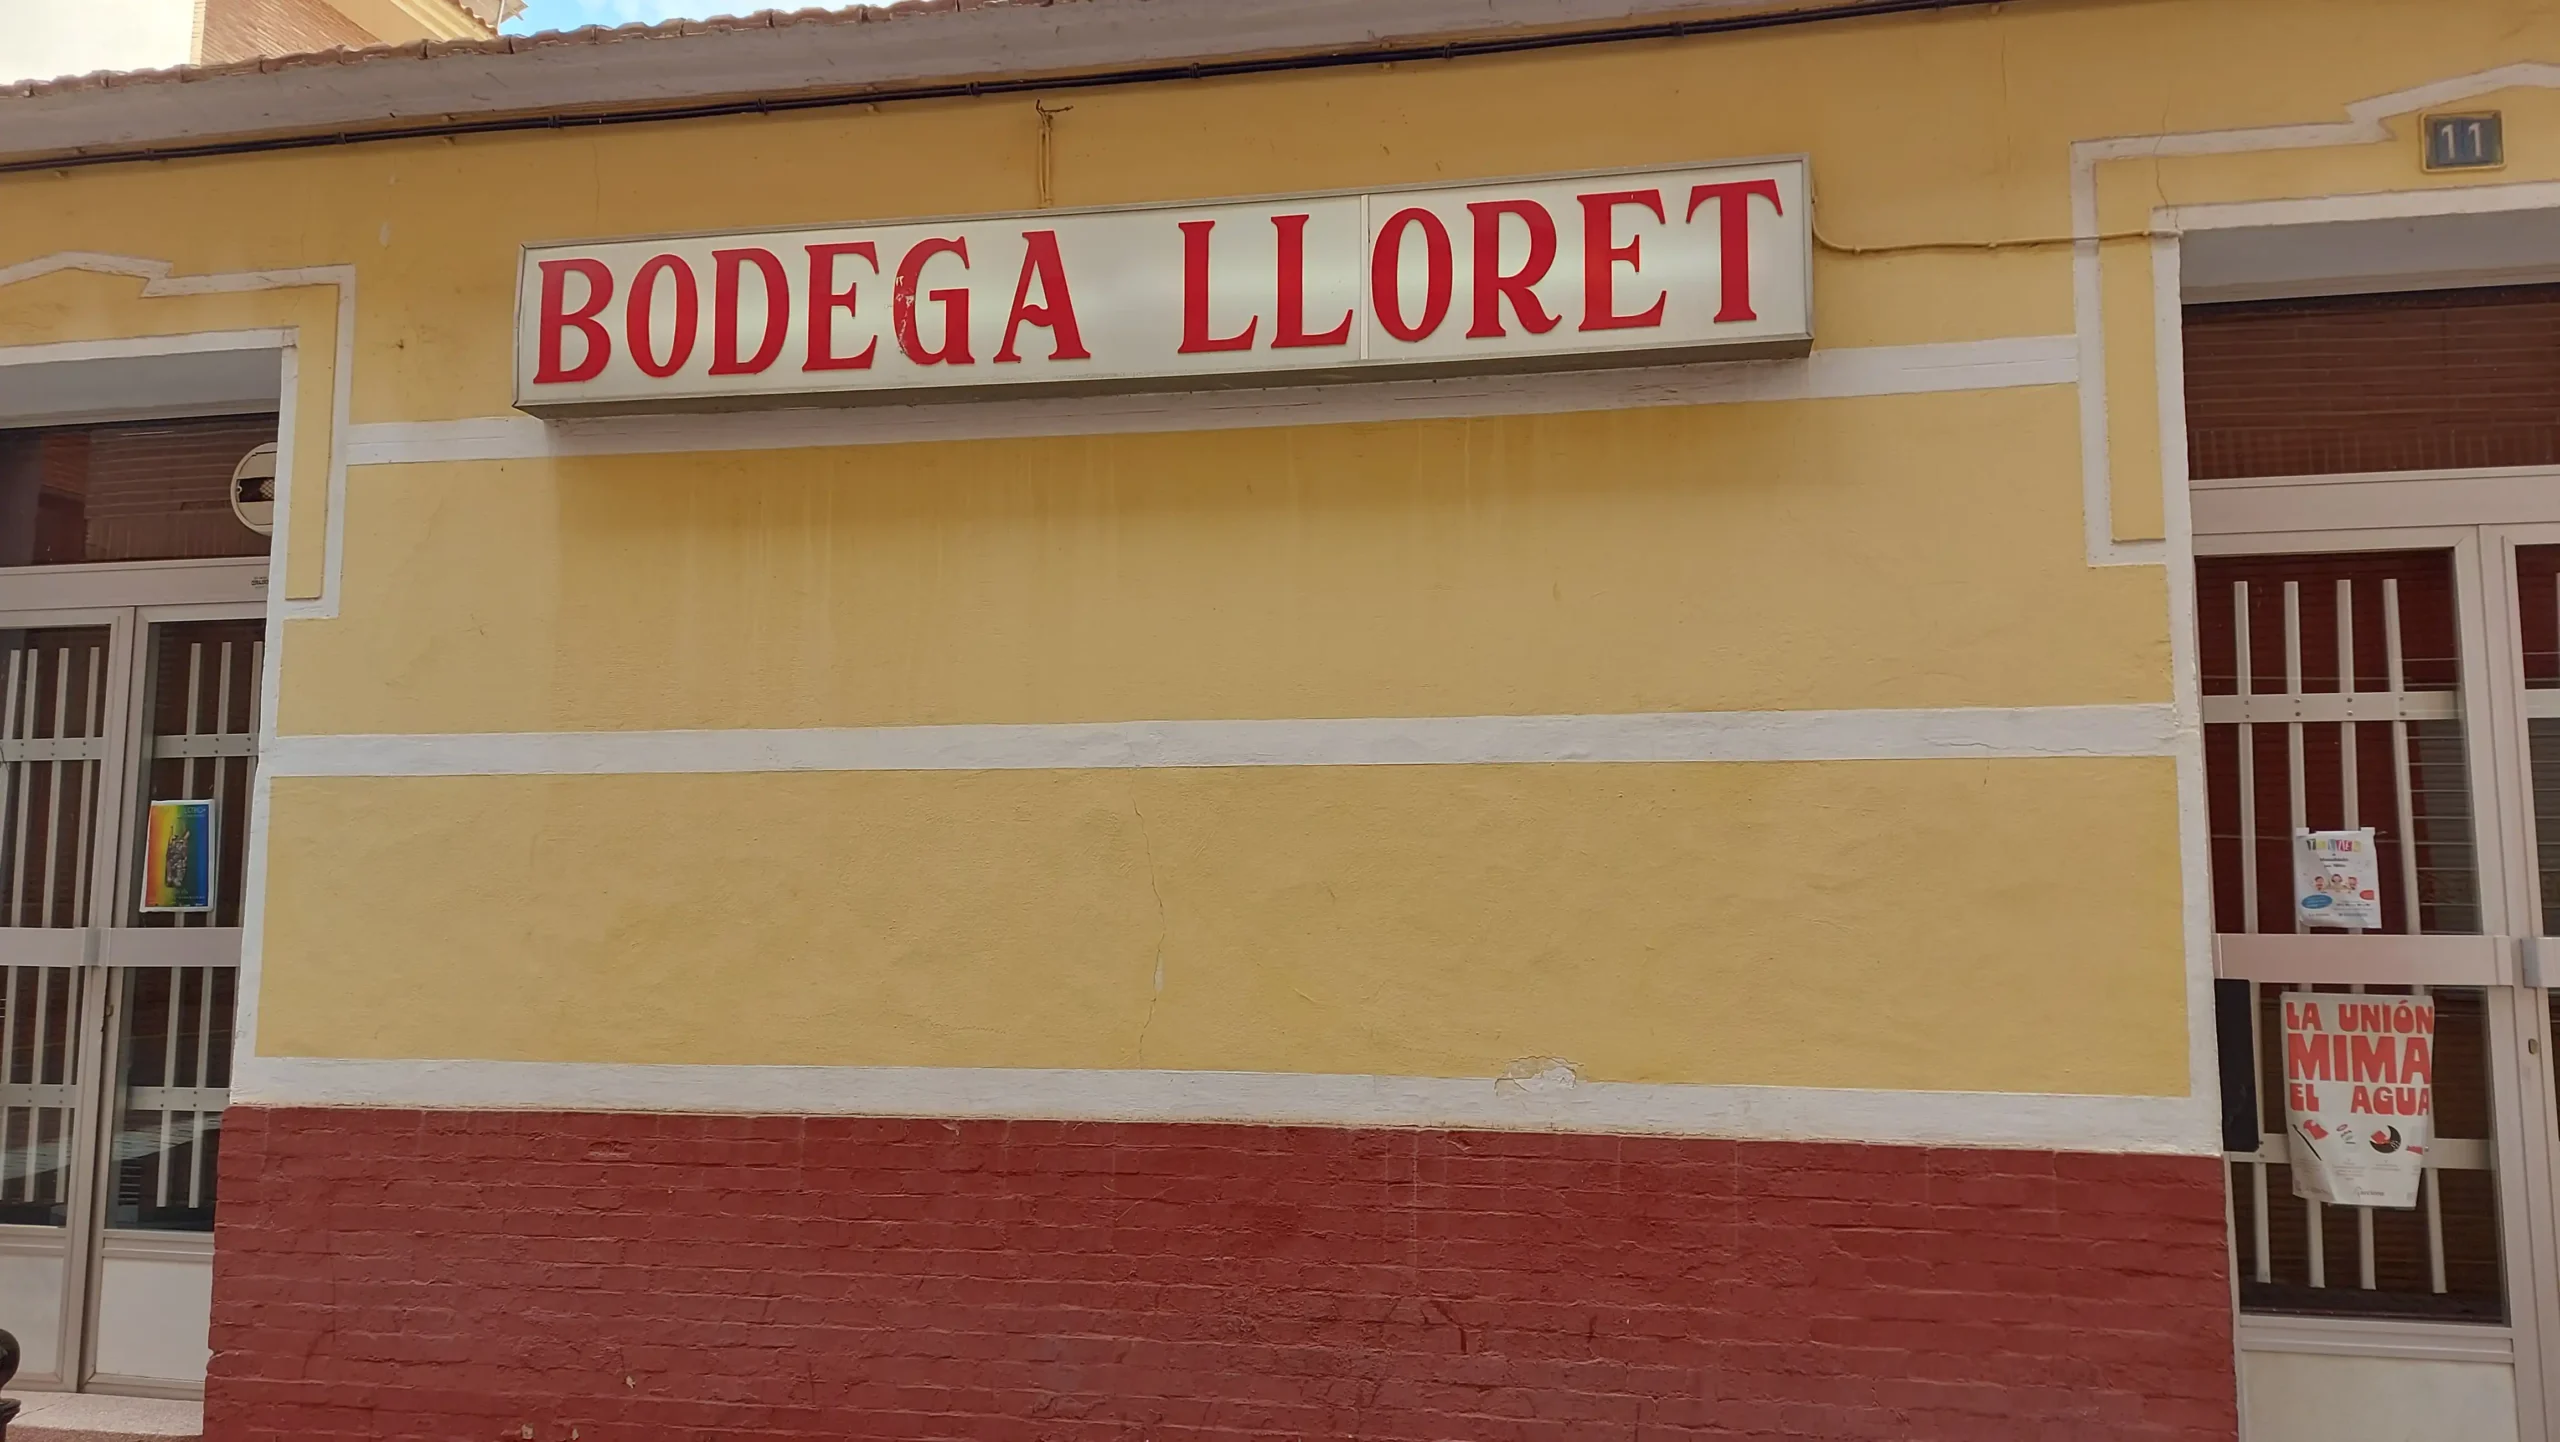 BODEGA LLORET
11
LA UNIÓN
MIMA
EL AGUA